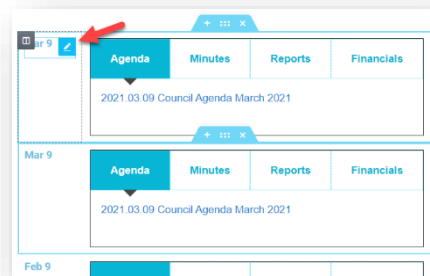 ar 9
Agenda Minutes Reports Financials
2021.03.09 Council Agenda March 2021
Mar 9
Agenda Minutes Reports Financials
2021.03.09 Council Agenda March 2021
Feb 9